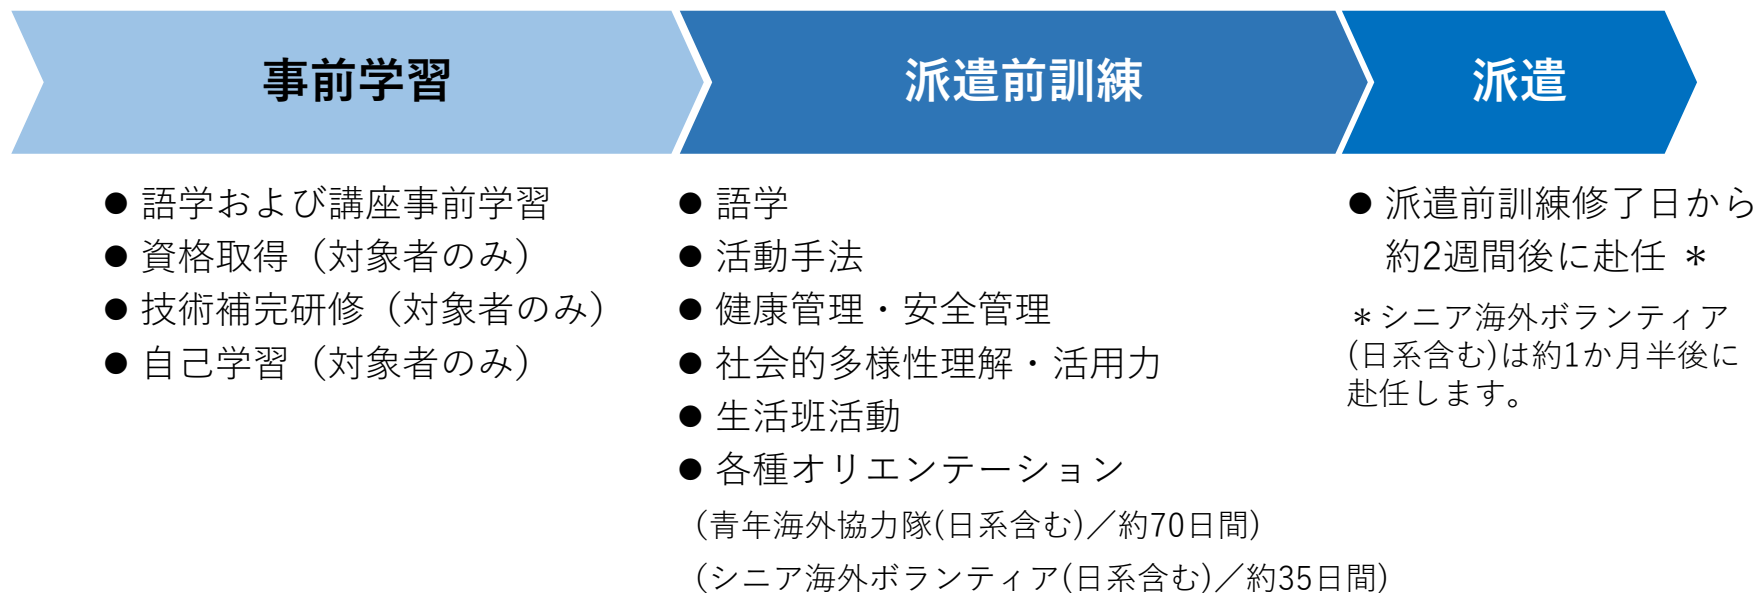 事前学習
● 語学および講座事前学習
● 資格取得（対象者のみ）
● 技術補完研修（対象者のみ）
● 自己学習（対象者のみ）
派遣前訓練
● 語学
● 活動手法
● 健康管理・安全管理
● 社会的多様性理解・活用力
● 生活班活動
● 各種オリエンテーション
（青年海外協力隊(日系含む)／約70日間）
（シニア海外ボランティア(日系含む)／約35日間）
派遣
● 派遣前訓練修了日から
約2週間後に赴任 ＊
＊シニア海外ボランティア
(日系含む)は約1か月半後に
赴任します。